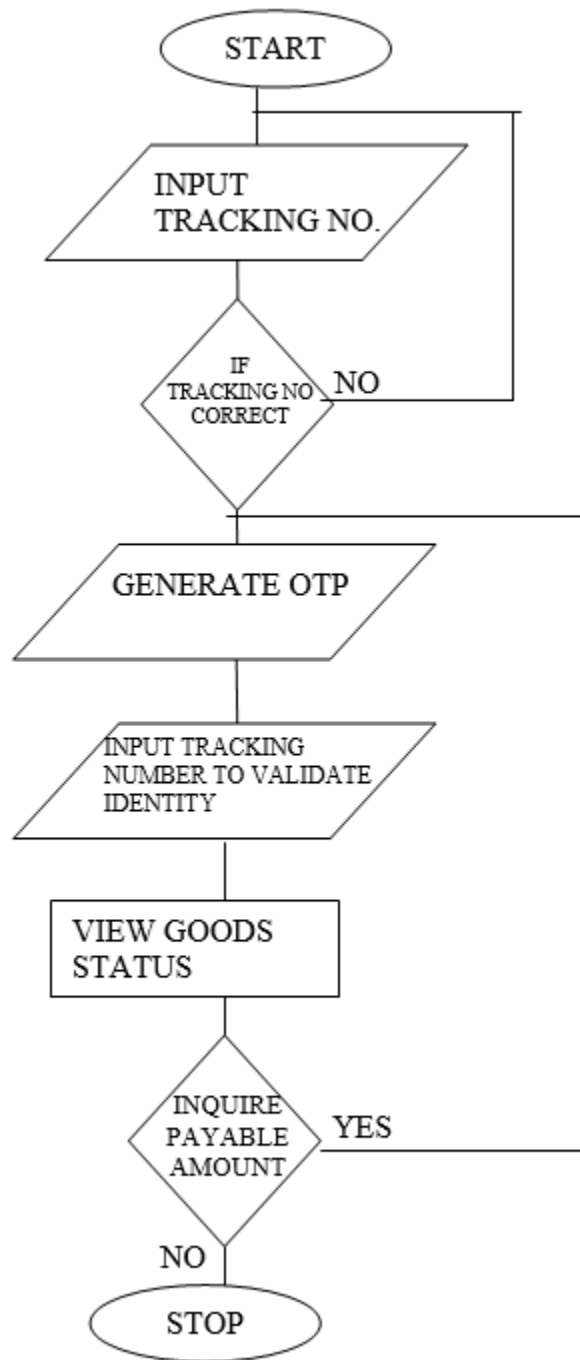 START
INPUT
TRACKING NO.
IF
TRACKING NO
CORRECT
NO
GENERATE OTP
INPUT TRACKING
NUMBER TO VALIDATE
IDENTITY
VIEW GOODS
STATUS
INQUIRE
PAYABLE
AMOUNT
YES
NO
STOP